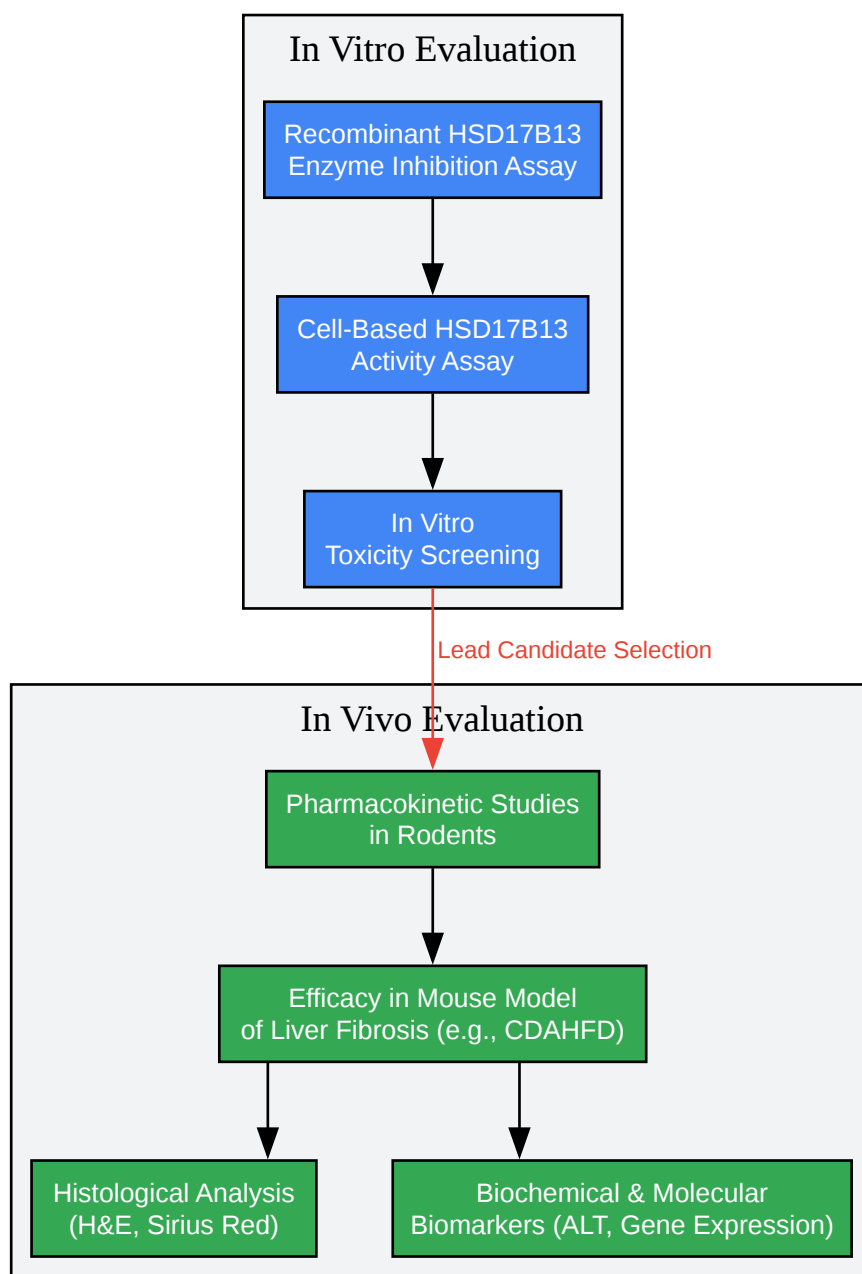 In Vitro Evaluation
Recombinant HSD17B13
Enzyme Inhibition Assay
Cell-Based HSD17B13
Activity Assay
In Vitro
Toxicity Screening
Lead Candidate Selection
In Vivo Evaluation
Pharmacokinetic Studies
in Rodents
Efficacy in Mouse Model
of Liver Fibrosis (e.g., CDAHFD)
Histological Analysis
(H&E, Sirius Red)
Biochemical & Molecular
Biomarkers (ALT, Gene Expression)